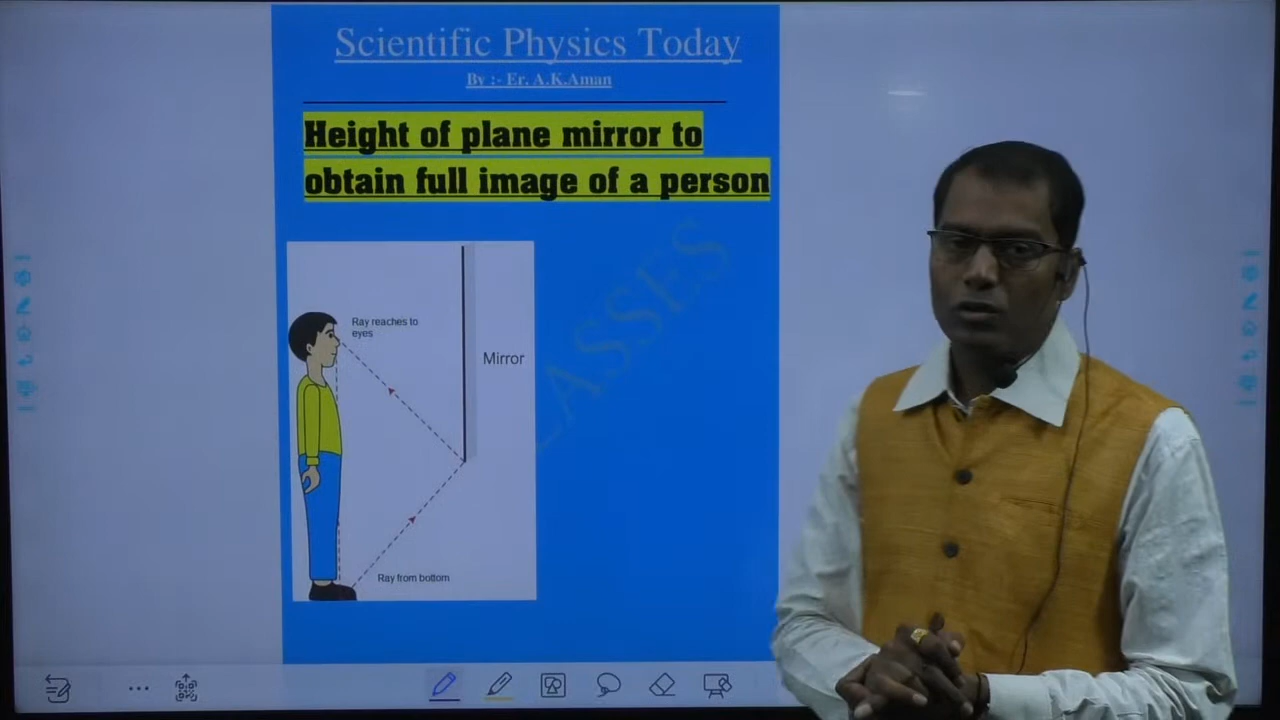 Scientific Physics Today
By :- Er. A.K.Aman
Height of plane mirror to
obtain full image of a person
Ray reaches to
eyes
Mirror
Ray from bottom